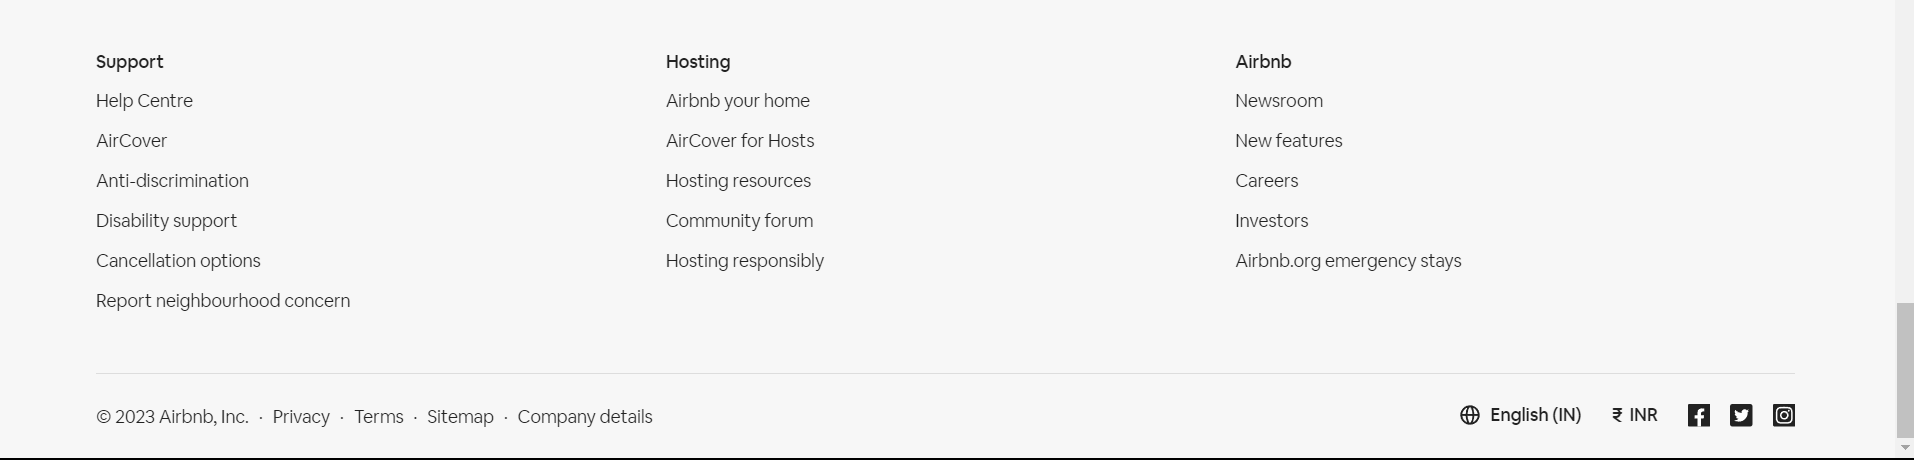 Support
Help Centre
AirCover
Anti-discrimination
Disability support
Cancellation options
Report neighbourhood concern
Hosting
Airbnb your home
AirCover for Hosts
Hosting resources
Community forum
Hosting responsibly
Airbnb
Newsroom
New features
Careers
Investors
Airbnb.org emergency stays
© 2023 Airbnb, Inc. · Privacy · Terms · Sitemap · Company details
English (IN) ₹ INR